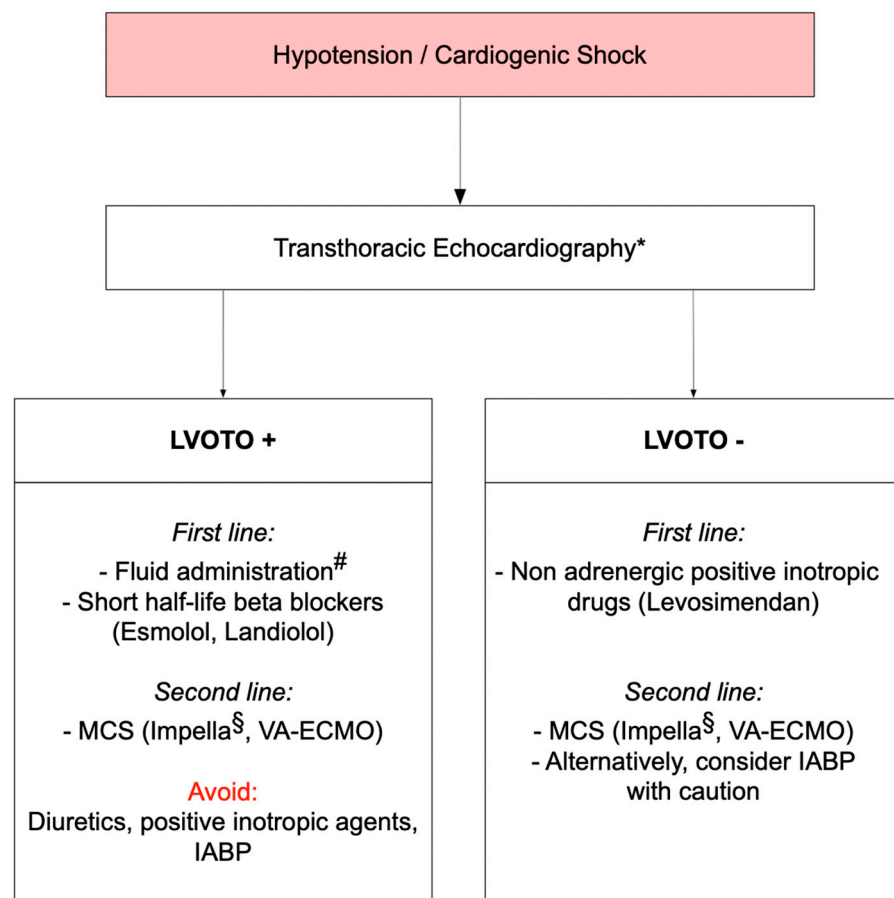 Hypotension / Cardiogenic Shock
Transthoracic Echocardiography*
LVOTO +
First line:
- Fluid administration#
- Short half-life beta blockers
(Esmolol, Landiolol)
Second line:
- MCS (Impella§, VA-ECMO)
Avoid:
Diuretics, positive inotropic agents,
IABP
LVOTO -
First line:
- Non adrenergic positive inotropic
drugs (Levosimendan)
Second line:
- MCS (Impella§, VA-ECMO)
- Alternatively, consider IABP
with caution